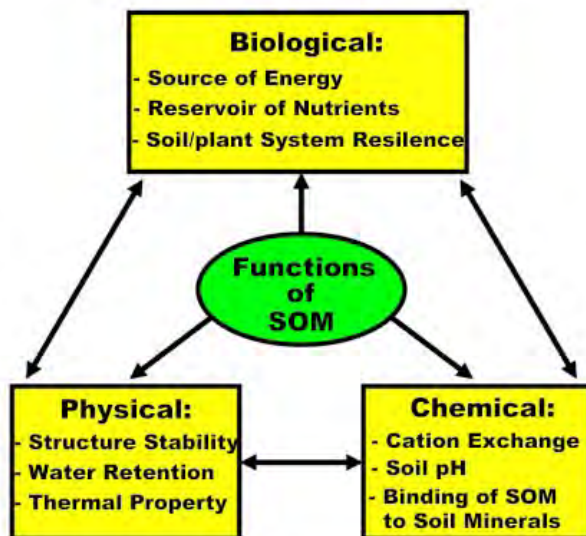 Biological:
- Source of Energy
- Reservoir of Nutrients
- Soil/plant System Resilence
Functions
of
SOM
Physical:
- Structure Stability
- Water Retention
- Thermal Property
Chemical:
- Cation Exchange
- Soil pH
- Binding of SOM
to Soil Minerals